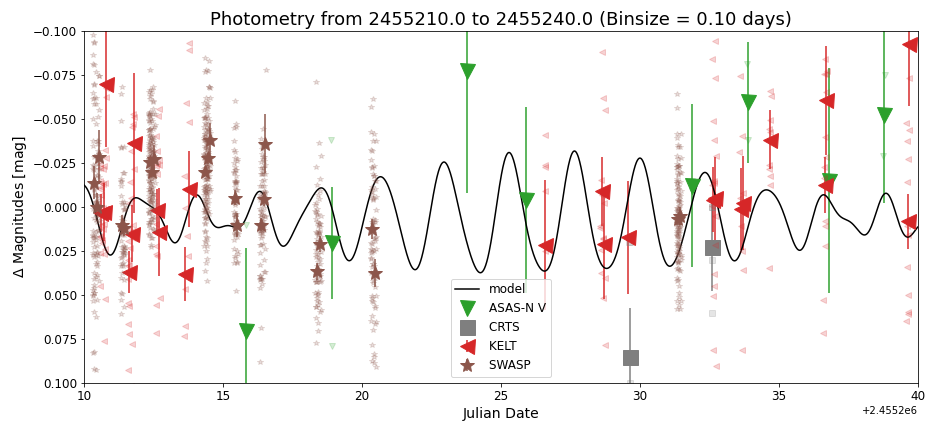 Photometry from 2455210.0 to 2455240.0 (Binsize = 0.10 days)
Δ Magnitudes [mag]
−0.100
−0.075
−0.050
−0.025
0.000
0.025
0.050
0.075
0.100
model
ASAS-N V
CRTS
KELT
SWASP
10
15
20
25
30
35
40
Julian Date
+2.4552e6